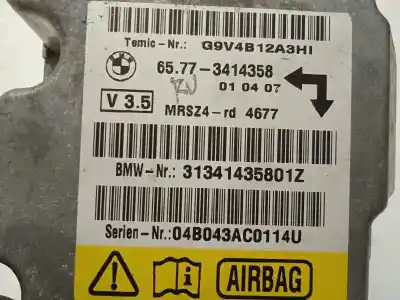 Temic-Nr.: G9V4B12A3HI
65.77-3414358
01 04 07
V 3.5
MRSZ4-rd 4677
BMW-Nr.: 31341435801Z
Serien-Nr.: 04B043AC0114U
AIRBAG